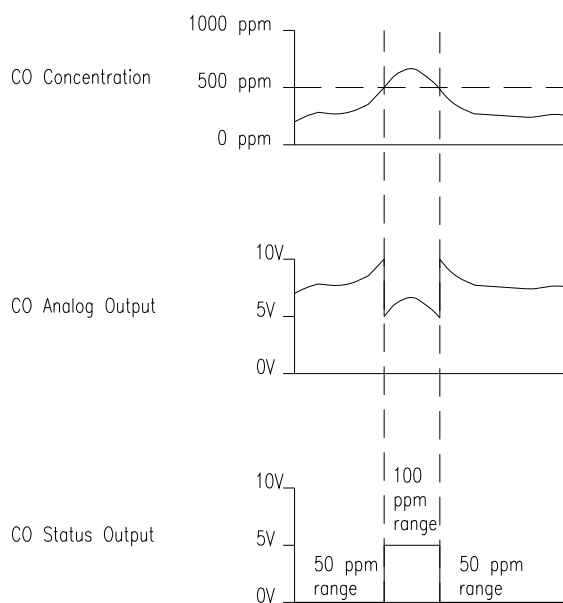 1000 ppm
CO Concentration
500 ppm
0 ppm
10V
CO Analog Output
5V
0V
100
ppm
range
10V
CO Status Output
5V
50 ppm
range
50 ppm
range
0V